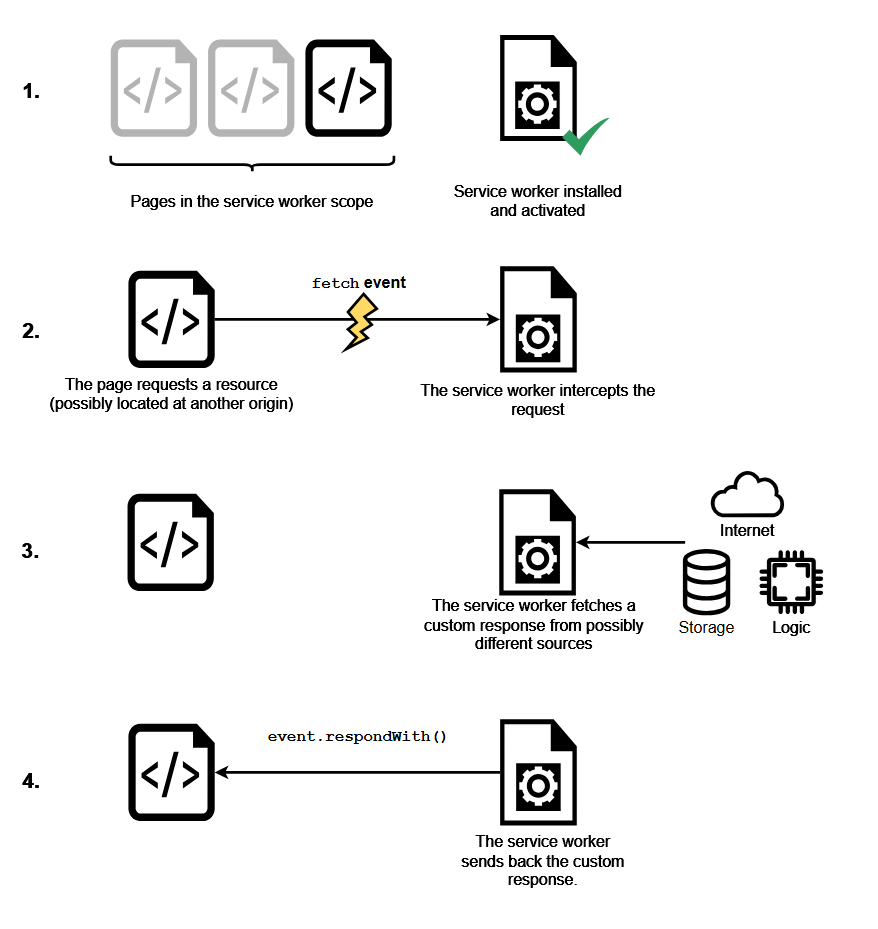 1.
</>
</>
</>
Pages in the service worker scope
Service worker installed
and activated
2.
fetch event
</>
The page requests a resource
(possibly located at another origin)
The service worker intercepts the
request
3.
</>
Internet
Storage
Logic
The service worker fetches a
custom response from possibly
different sources
4.
event.respondWith()
</>
The service worker
sends back the custom
response.